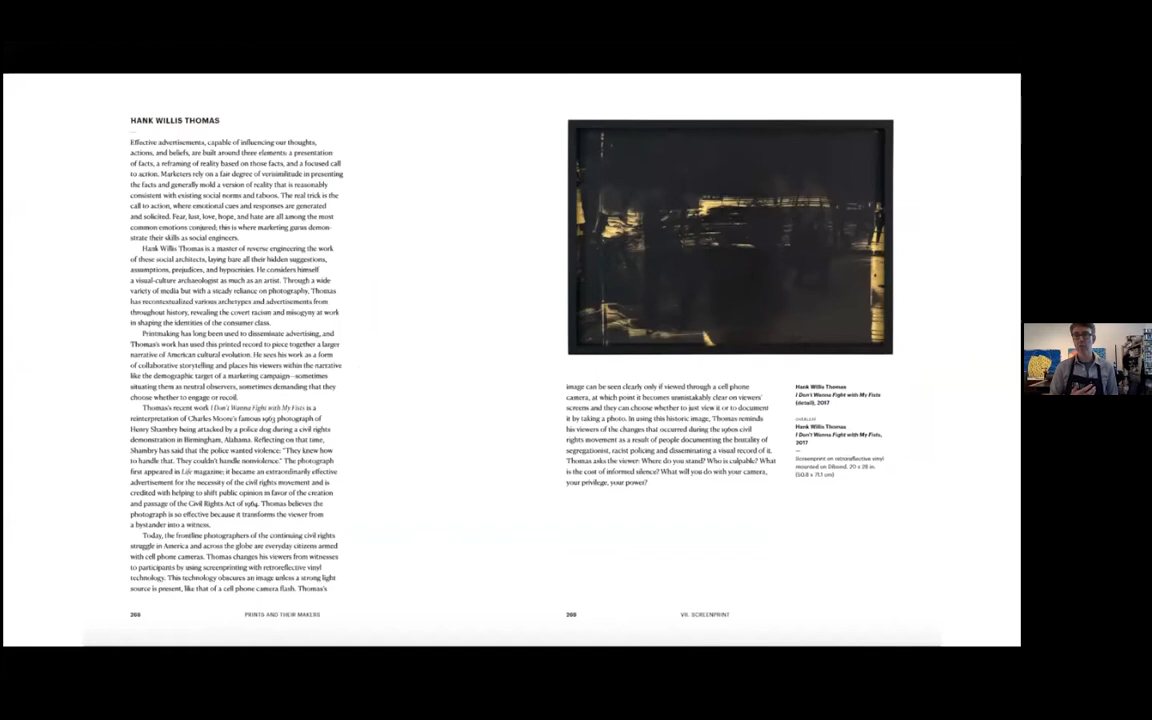 HANK WILLIS THOMAS
Effective advertisements, capable of influencing our thoughts,
actions, and beliefs, are built around three elements: a presentation
of facts, a reframing of reality based on those facts, and a focused call
to action. Marketers rely on a fair degree of verisimilitude in presenting
the facts and generally mold a version of reality that is reasonably
consistent with existing social norms and taboos. The real trick is the
call to action, where emotional cues and responses are generated
and solicited. Fear, lust, love, hope, and hate are all among the most
common emotions conjured; this is where marketing gurus demon-
strate their skills as social engineers.
Hank Willis Thomas is a master of reverse engineering the work
of these social architects, laying bare all their hidden suggestions,
assumptions, prejudices, and hypocrisies. He considers himself
a visual-culture archaeologist as much as an artist. Through a wide
variety of media but with a steady reliance on photography, Thomas
has recontextualized various archetypes and advertisements from
throughout history, revealing the covert racism and misogyny at work
in shaping the identities of the consumer class.
Printmaking has long been used to disseminate advertising, and
Thomas's work has used this printed record to piece together a larger
narrative of American cultural evolution. He sees his work as a form
of collaborative storytelling and places his viewers within the narrative
like the demographic target of a marketing campaign—sometimes
situating them as neutral observers, sometimes demanding that they
choose whether to engage or recoil.
Thomas's recent work I Don't Wanna Fight with My Fists is a
reinterpretation of Charles Moore's famous 1963 photograph of
Henry Shambry being attacked by a police dog during a civil rights
demonstration in Birmingham, Alabama. Reflecting on that time,
Shambry has said that the police wanted violence: "They knew how
to handle that. They couldn't handle nonviolence." The photograph
first appeared in Life magazine; it became an extraordinarily effective
advertisement for the necessity of the civil rights movement and is
credited with helping to shift public opinion in favor of the creation
and passage of the Civil Rights Act of 1964. Thomas believes the
photograph is so effective because it transforms the viewer from
a bystander into a witness.
Today, the frontline photographers of the continuing civil rights
struggle in America and across the globe are everyday citizens armed
with cell phone cameras. Thomas changes his viewers from witnesses
to participants by using screenprinting with retroreflective vinyl
technology. This technology obscures an image unless a strong light
source is present, like that of a cell phone camera flash. Thomas's
268
PRINTS AND THEIR MAKERS
image can be seen clearly only if viewed through a cell phone
camera, at which point it becomes unmistakably clear on viewers'
screens and they can choose whether to just view it or to document
it by taking a photo. In using this historic image, Thomas reminds
his viewers of the changes that occurred during the 1960s civil
rights movement as a result of people documenting the brutality of
segregationist, racist policing and disseminating a visual record of it.
Thomas asks the viewer: Where do you stand? Who is culpable? What
is the cost of informed silence? What will you do with your camera,
your privilege, your power?
Hank Willis Thomas
I Don't Wanna Fight with My Fists
(detail), 2017
OVERLEAF
Hank Willis Thomas
I Don't Wanna Fight with My Fists,
2017
Screenprint on retroreflective vinyl
mounted on Dibond, 20 x 28 in.
(50.8 x 71.1 cm)
269
VII. SCREENPRINT